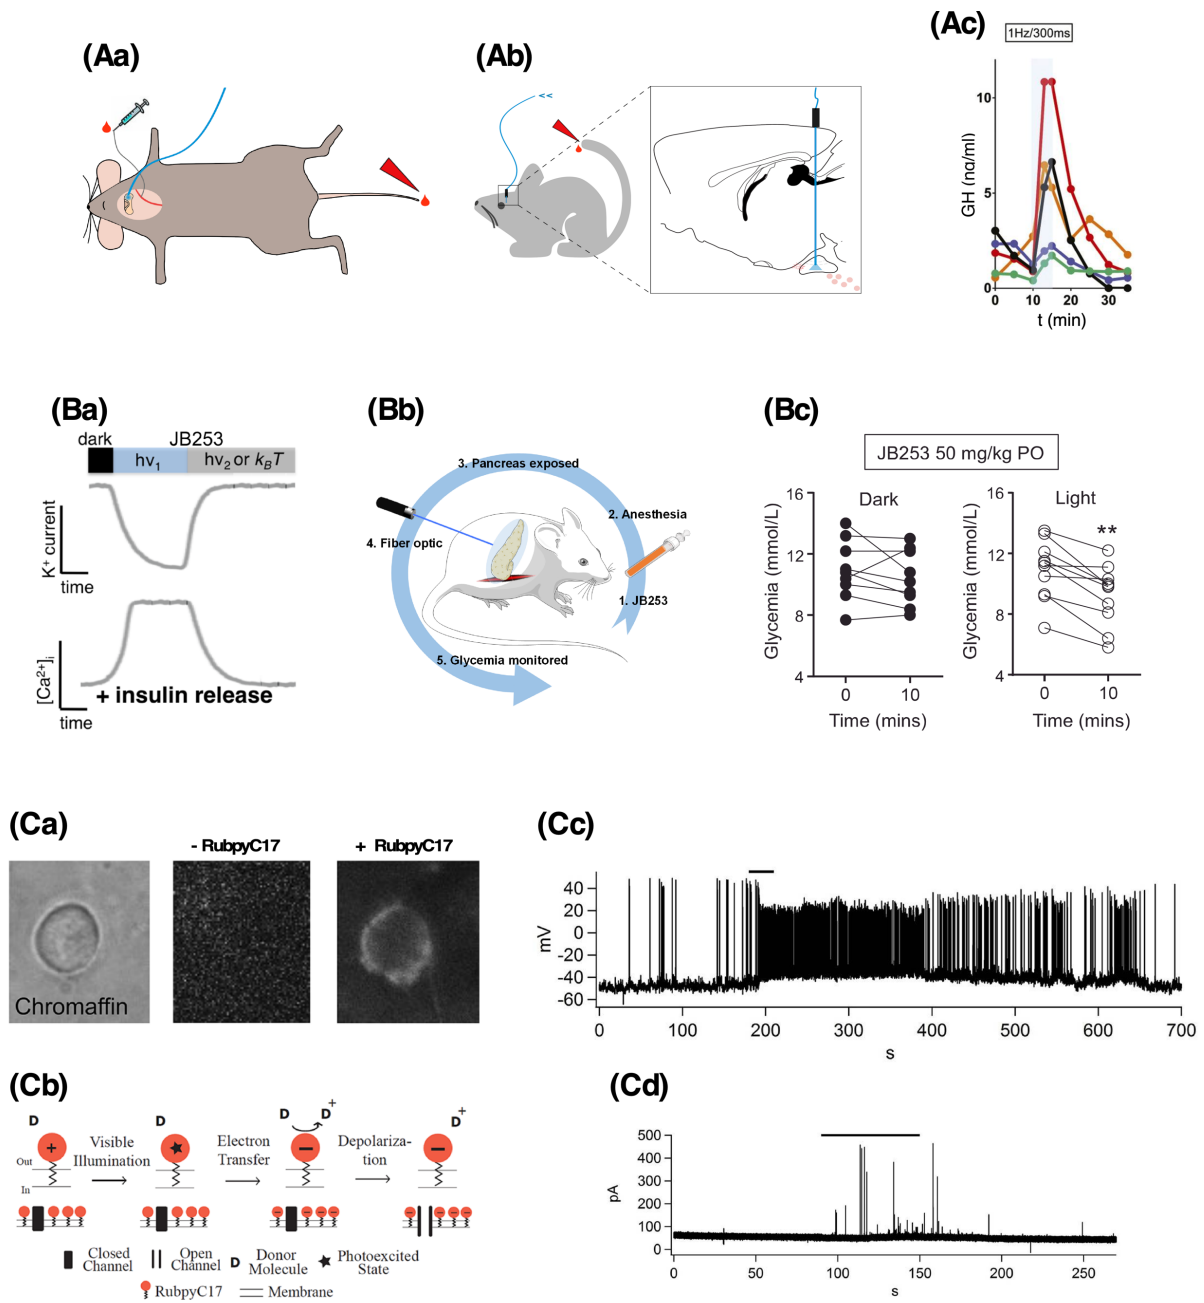 (Aa)
(Ab)
<<
(Ac)
1Hz/300ms
GH (ng/ml)
10
5
0
0
10
20
30
t (min)
(Ba)
dark
JB253
hν1
hν2 or kBT
K+ current
time
[Ca2+]i
+ insulin release
time
(Bb)
3. Pancreas exposed
2. Anesthesia
4. Fiber optic
1. JB253
5. Glycemia monitored
(Bc)
JB253 50 mg/kg PO
Dark
Glycemia (mmol/L)
16
12
8
4
0
10
Time (mins)
Light
**
Glycemia (mmol/L)
16
12
8
4
0
10
Time (mins)
(Ca)
- RubpyC17
+ RubpyC17
Chromaffin
(Cc)
mV
40
20
0
-20
-40
-60
0
100
200
300
400
500
600
700
s
(Cb)
D
D
D
D+
D+
Visible
Illumination
Electron
Transfer
Depolariza-
tion
Out
In
Closed
Channel
Open
Channel
D
Donor
Molecule
Photoexcited
State
RubpyC17
Membrane
(Cd)
pA
500
400
300
200
100
0
0
50
100
150
200
250
s